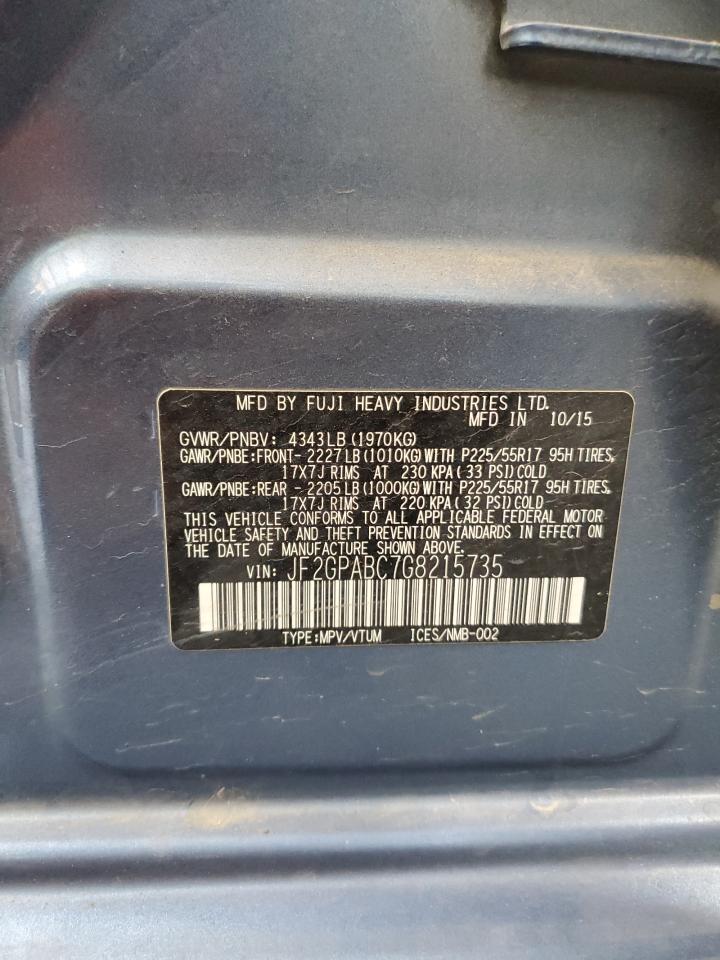 MFD BY FUJI HEAVY INDUSTRIES LTD.
MFD IN 10/15
GVWR/PNBV: 4343LB(1970KG)
GAWR/PNBE:FRONT- 2227LB(1010KG)WITH P225/55R17 95H TIRES,
17X7J RIMS AT 230 KPA( 33 PSI)COLD
GAWR/PNBE:REAR - 2205LB(1000KG)WITH P225/55R17 95H TIRES,
17X7J RIMS AT 220 KPA( 32 PSI)COLD
THIS VEHICLE CONFORMS TO ALL APPLICABLE FEDERAL MOTOR
VEHICLE SAFETY AND THEFT PREVENTION STANDARDS IN EFFECT ON
THE DATE OF MANUFACTURE SHOWN ABOVE.
VIN: JF2GPABC7G8215735
TYPE:MPV/VTUM ICES/NMB-002